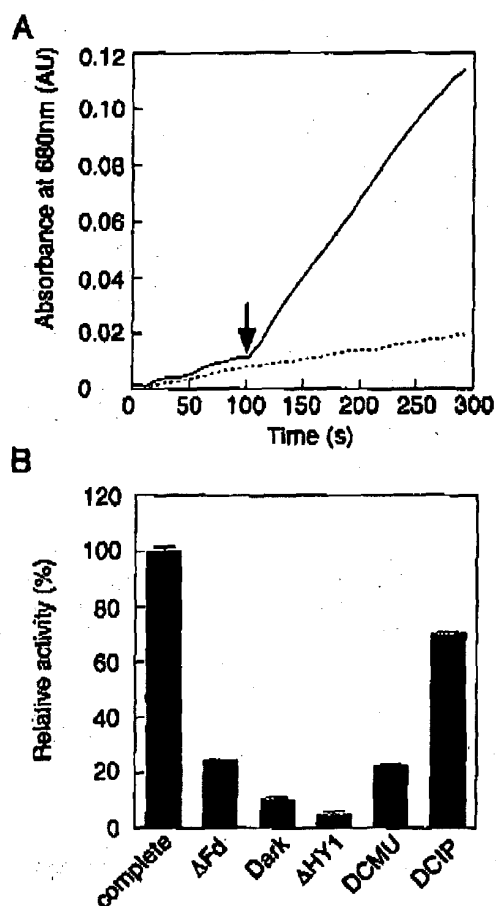 A
Absorbance at 680nm (AU)
0.12
0.10
0.08
0.06
0.04
0.02
0
0 50 100 150 200 250 300
Time (s)
B
Relative activity (%)
120
100
80
60
40
20
0
complete
ΔFd
Dark
ΔHY1
DCMU
DCIP